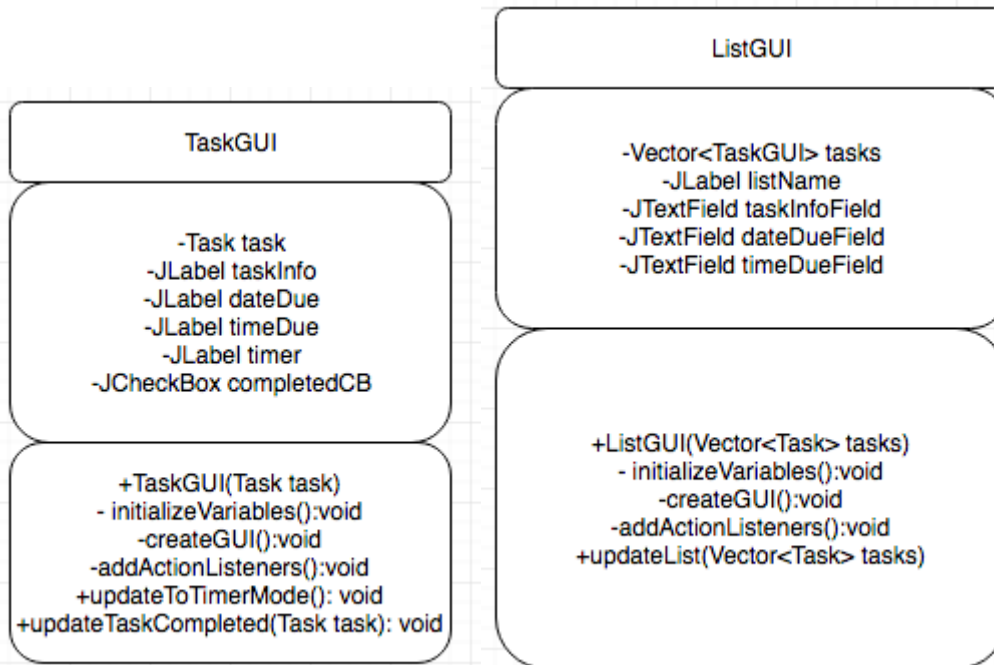 TaskGUI
-Task task
-JLabel taskInfo
-JLabel dateDue
-JLabel timeDue
-JLabel timer
-JCheckBox completedCB
+TaskGUI(Task task)
- initializeVariables():void
-createGUI():void
-addActionListeners():void
+updateToTimerMode(): void
+updateTaskCompleted(Task task): void
ListGUI
-Vector<TaskGUI> tasks
-JLabel listName
-JTextField taskInfoField
-JTextField dateDueField
-JTextField timeDueField
+ListGUI(Vector<Task> tasks)
- initializeVariables():void
-createGUI():void
-addActionListeners():void
+updateList(Vector<Task> tasks)